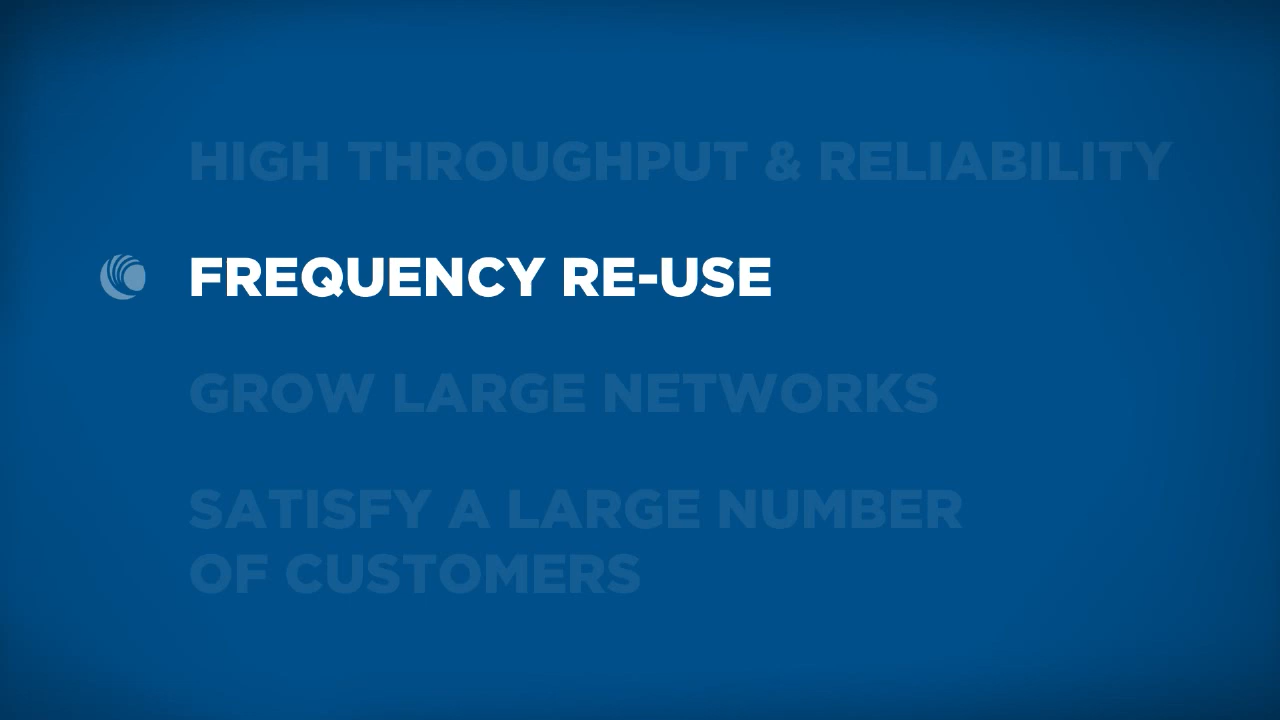 HIGH THROUGHPUT & RELIABILITY
FREQUENCY RE-USE
GROW LARGE NETWORKS
SATISFY A LARGE NUMBER
OF CUSTOMERS